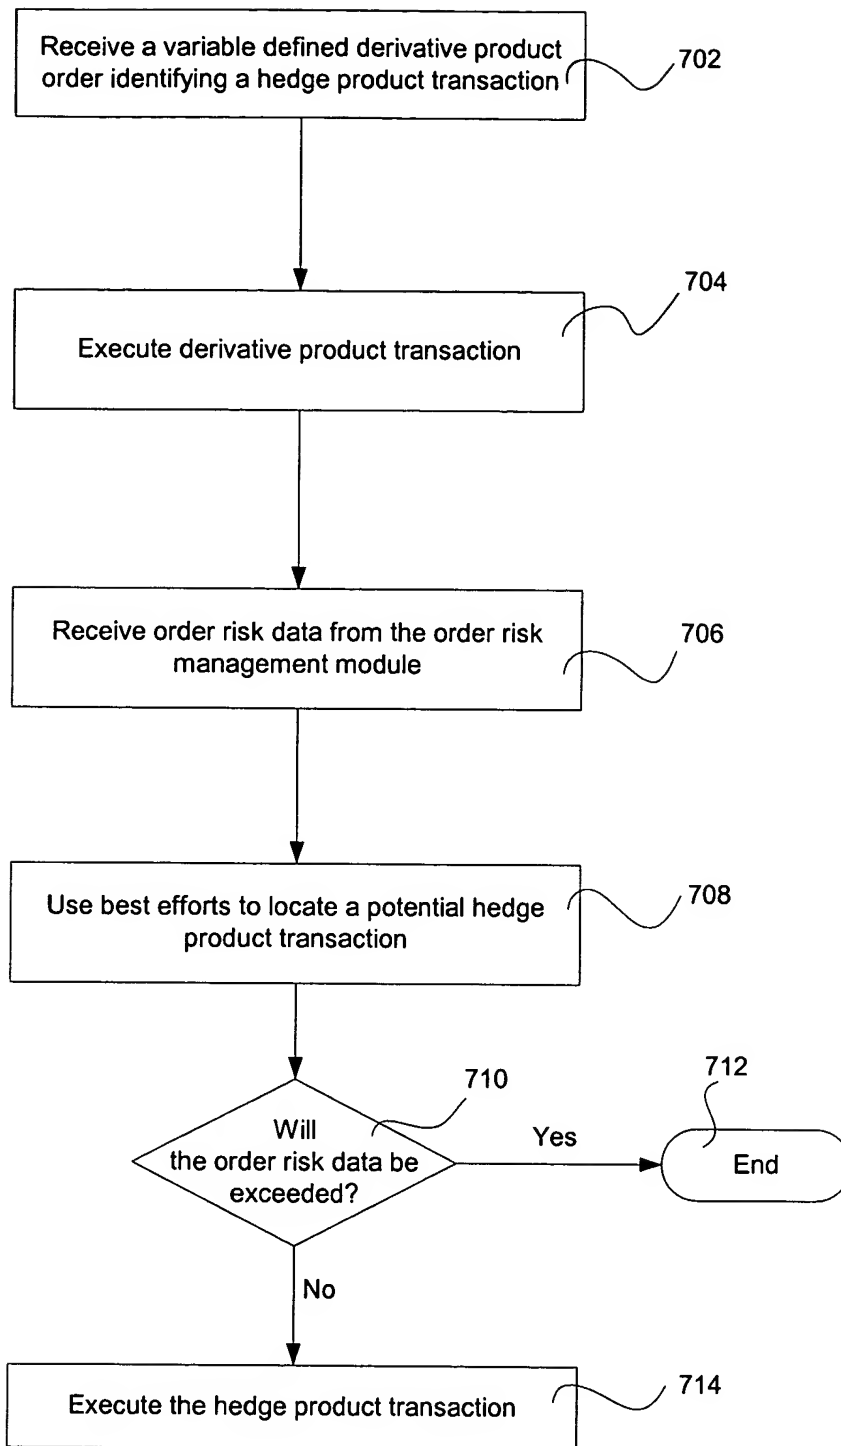 Receive a variable defined derivative product
order identifying a hedge product transaction
702
704
Execute derivative product transaction
Receive order risk data from the order risk
management module
706
Use best efforts to locate a potential hedge
product transaction
708
710
712
Will
the order risk data be
exceeded?
Yes
End
No
Execute the hedge product transaction
714